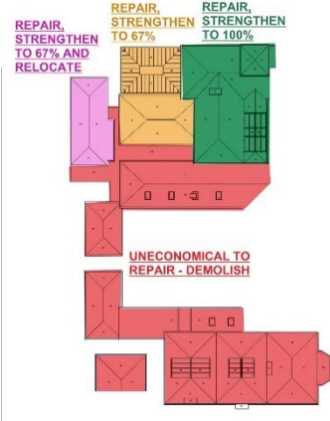 REPAIR,
STRENGTHEN
TO 67% AND
RELOCATE
REPAIR,
STRENGTHEN
TO 67%
REPAIR,
STRENGTHEN
TO 100%
UNECONOMICAL TO
REPAIR - DEMOLISH